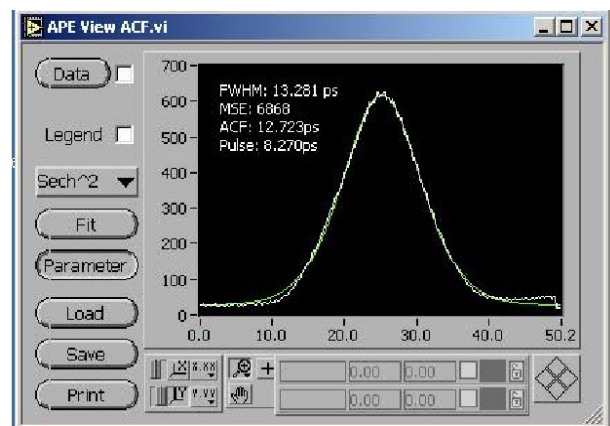 APE View ACF.vi
Data
Legend
Sech^2
Fit
Parameter
Load
Save
Print
700
600
500
400
300
200
100
0
FWHM: 13.281 ps
MSE: 6868
ACF: 12.723ps
Pulse: 8.270ps
0.0 10.0 20.0 30.0 40.0 50.2
X X.XX
Y Y.YY
0.00 0.00
0.00 0.00